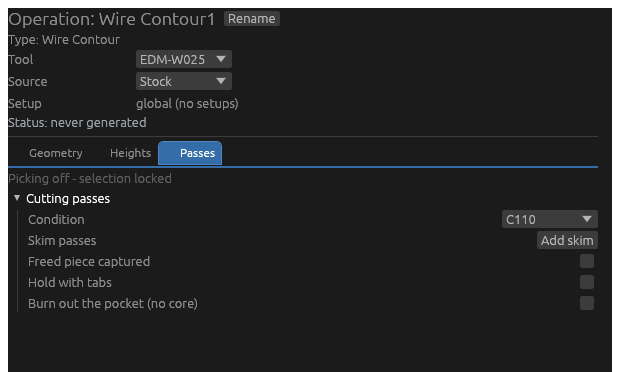 Operation: Wire Contour1 Rename
Type: Wire Contour
Tool EDM-W025
Source Stock
Setup global (no setups)
Status: never generated
Geometry Heights Passes
Picking off - selection locked
Cutting passes
Condition C110
Skim passes Add skim
Freed piece captured
Hold with tabs
Burn out the pocket (no core)